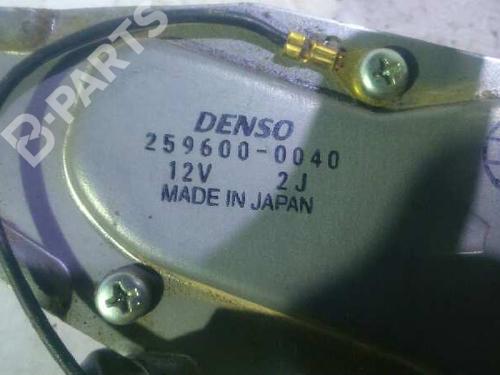 B-PARTS
DENSO
259600-0040
12V 2J
MADE IN JAPAN